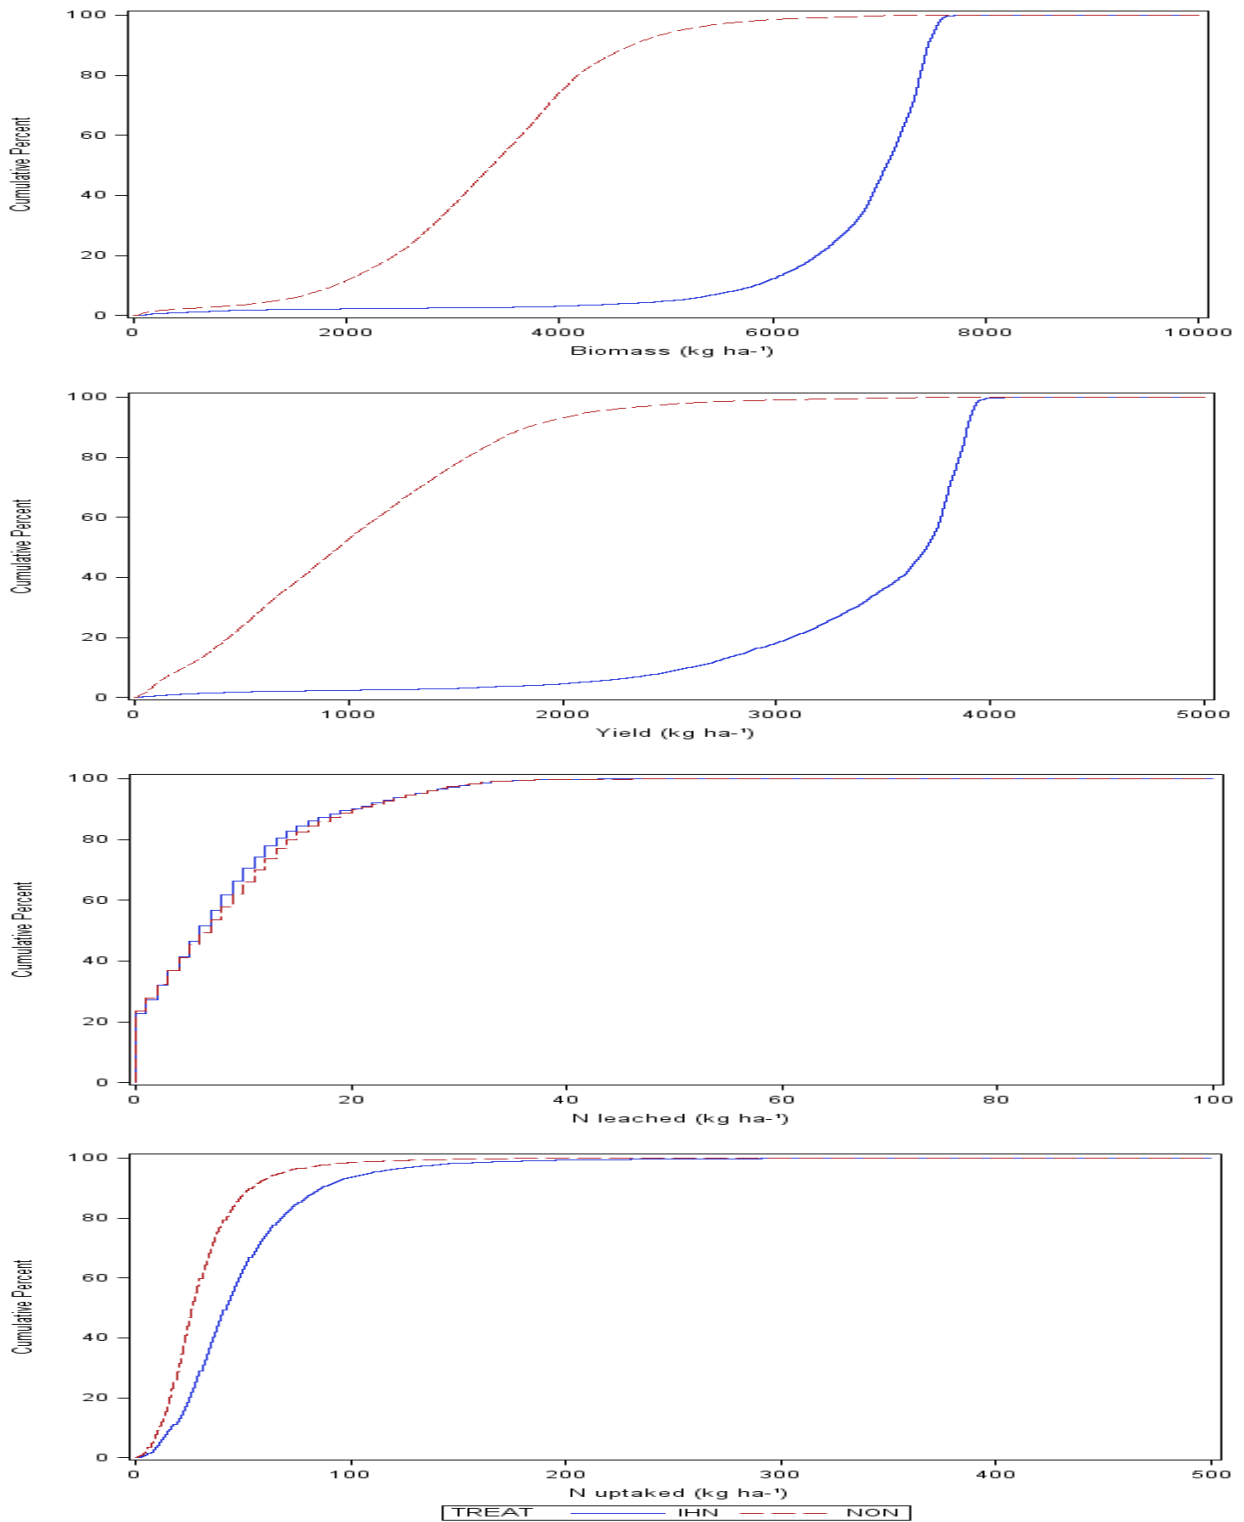 100
80
60
40
20
0
Cumulative Percent
0 2000 4000 6000 8000 10000
Biomass (kg ha-¹)
100
80
60
40
20
0
Cumulative Percent
0 1000 2000 3000 4000 5000
Yield (kg ha-¹)
100
80
60
40
20
0
Cumulative Percent
0 20 40 60 80 100
N leached (kg ha-¹)
100
80
60
40
20
0
Cumulative Percent
0 100 200 300 400 500
N uptaked (kg ha-¹)
TREAT IHN NON